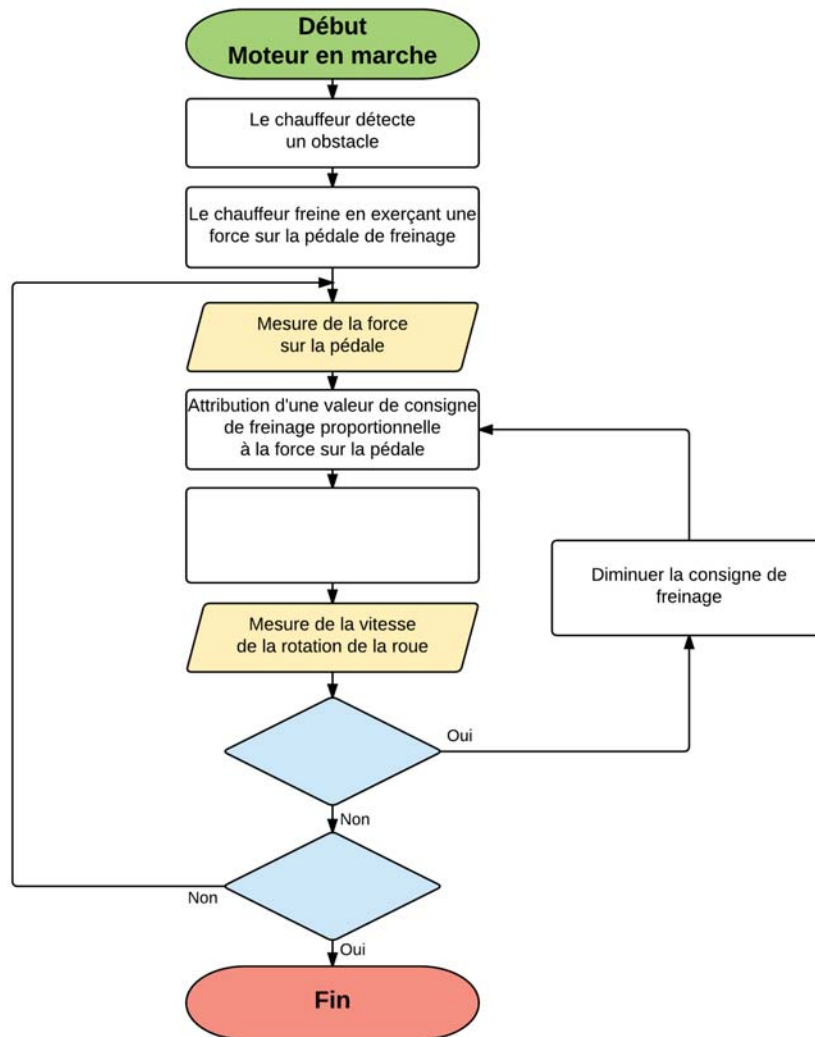 Début
Moteur en marche
Le chauffeur détecte
un obstacle
Le chauffeur freine en exerçant une
force sur la pédale de freinage
Mesure de la force
sur la pédale
Attribution d'une valeur de consigne
de freinage proportionnelle
à la force sur la pédale
Diminuer la consigne de
freinage
Mesure de la vitesse
de la rotation de la roue
Oui
Non
Non
Oui
Fin